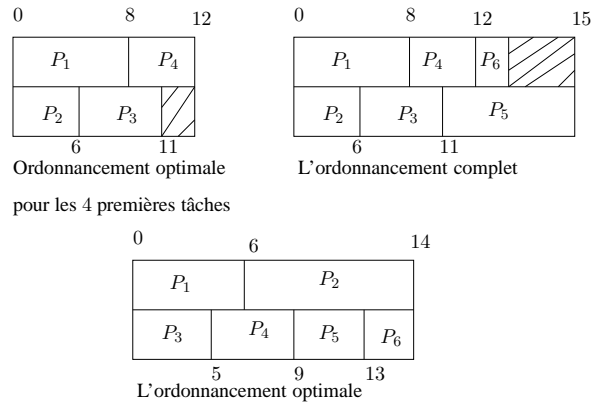 0 8 12
P1 P4
P2 P3
6 11
Ordonnancement optimale
pour les 4 premières tâches
0 8 12 15
P1 P4 P6
P2 P3 P5
6 11
L'ordonnancement complet
0 6 14
P1 P2
P3 P4 P5 P6
5 9 13
L'ordonnancement optimale